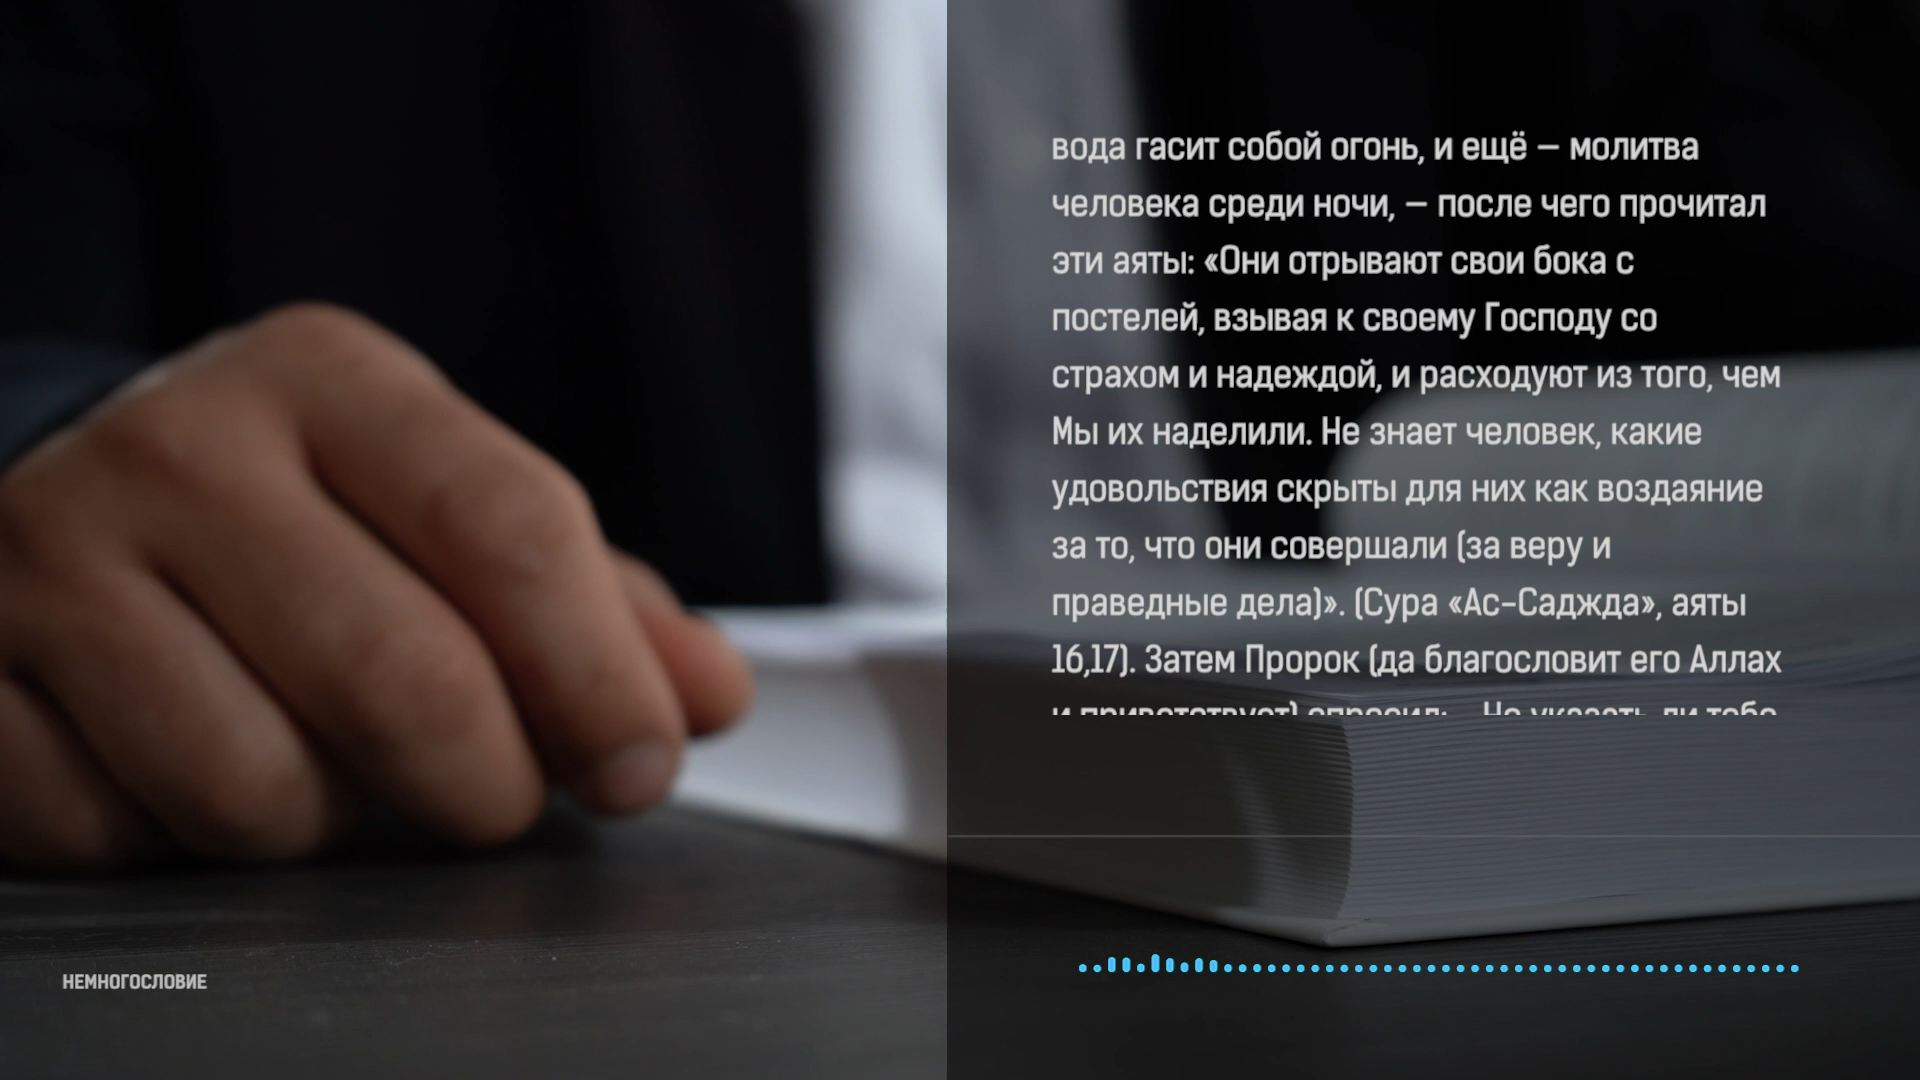 вода гасит собой огонь, и ещё – молитва
человека среди ночи, – после чего прочитал
эти аяты: «Они отрывают свои бока с
постелей, взывая к своему Господу со
страхом и надеждой, и расходуют из того, чем
Мы их наделили. Не знает человек, какие
удовольствия скрыты для них как воздаяние
за то, что они совершали (за веру и
праведные дела)». (Сура «Ас-Саджда», аяты
16,17). Затем Пророк (да благословит его Аллах
НЕМНОГОСЛОВИЕ